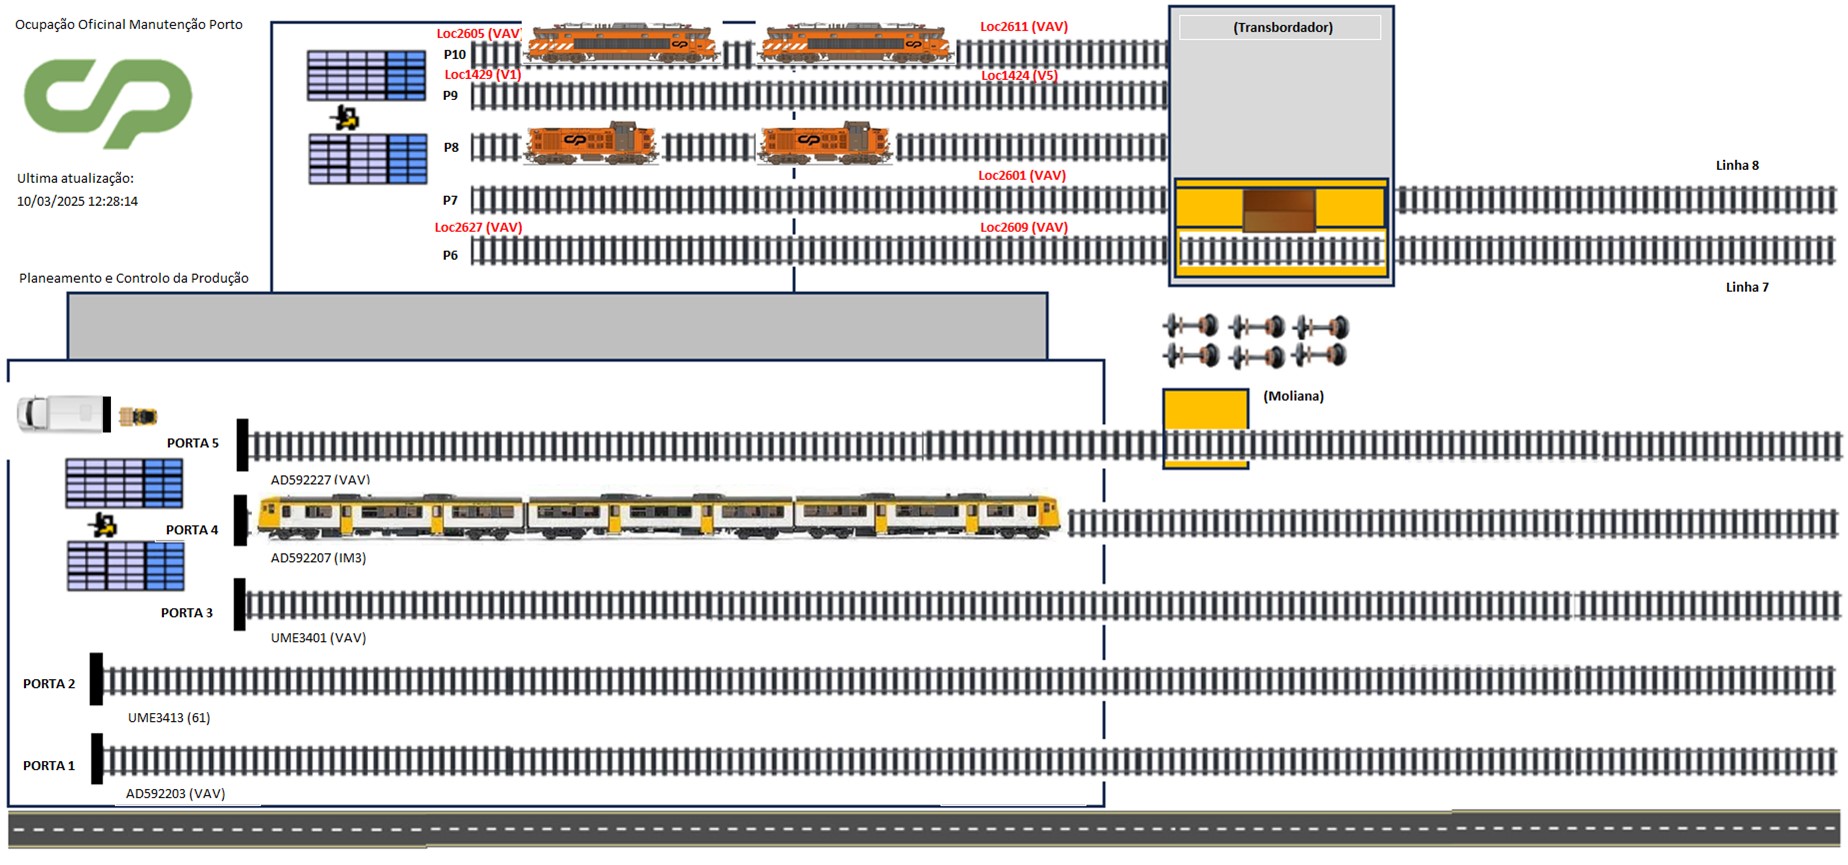 Ocupação Oficinal Manutenção Porto
CP
Ultima atualização:
10/03/2025 12:28:14
Planeamento e Controlo da Produção
Loc2605 (VAV)
Loc2611 (VAV)
(Transbordador)
P10
Loc1429 (V1)
Loc1424 (V5)
P9
P8
Linha 8
Loc2601 (VAV)
P7
Loc2627 (VAV)
Loc2609 (VAV)
P6
Linha 7
(Moliana)
PORTA 5
AD592227 (VAV)
PORTA 4
AD592207 (IM3)
PORTA 3
UME3401 (VAV)
PORTA 2
UME3413 (61)
PORTA 1
AD592203 (VAV)